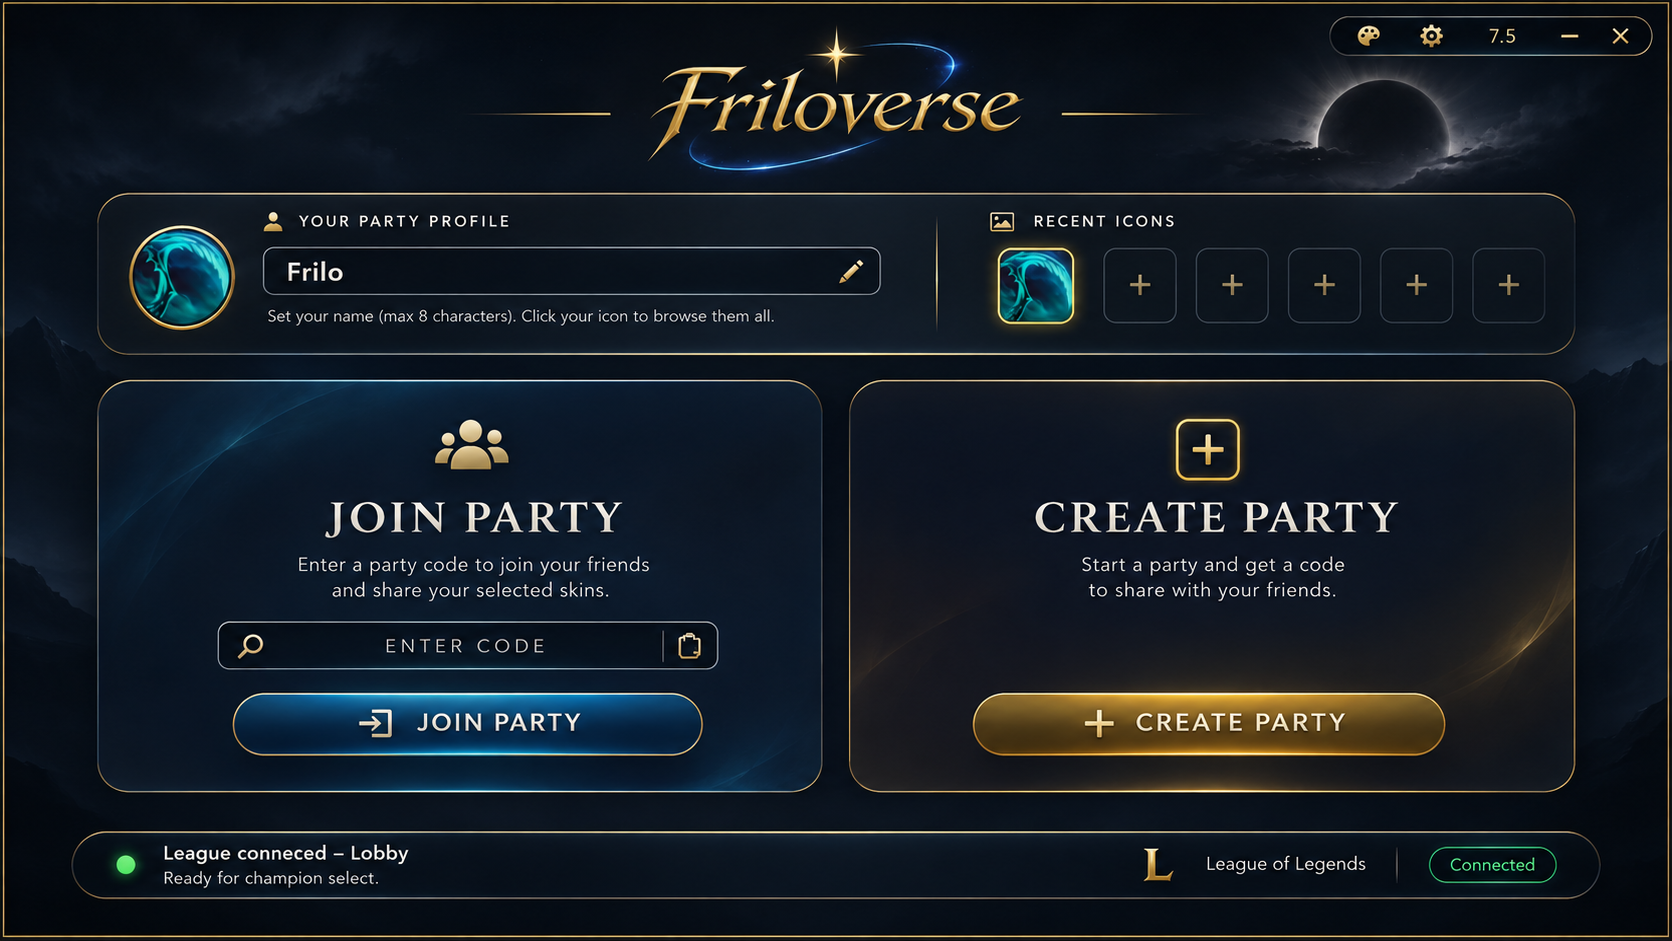 7.5
Friloverse
YOUR PARTY PROFILE
Frilo
Set your name (max 8 characters). Click your icon to browse them all.
RECENT ICONS
JOIN PARTY
Enter a party code to join your friends
and share your selected skins.
ENTER CODE
JOIN PARTY
CREATE PARTY
Start a party and get a code
to share with your friends.
CREATE PARTY
League conneced – Lobby
Ready for champion select.
L
League of Legends
Connected